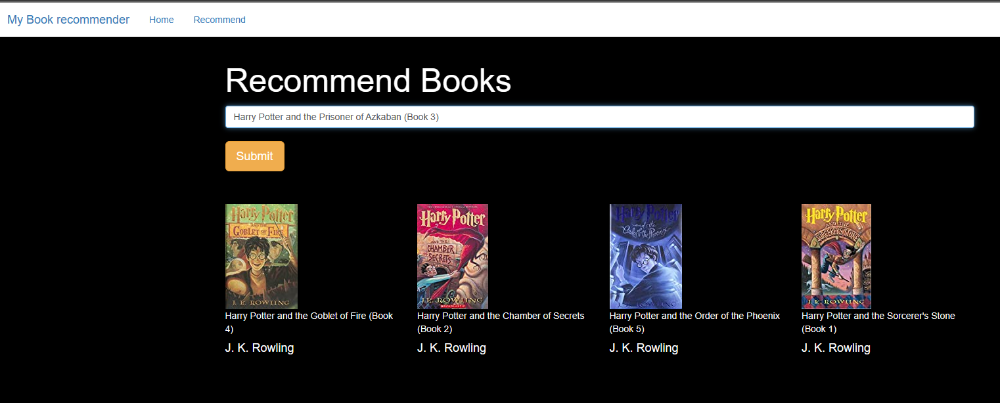 My Book recommender Home Recommend
Recommend Books
Harry Potter and the Prisoner of Azkaban (Book 3)
Submit
Harry Potter
AND THE
GOBLET OF FIRE
J. K. ROWLING
Harry Potter and the Goblet of Fire (Book
4)
J. K. Rowling
Harry Potter
AND THE
CHAMBER
OF
SECRETS
J. K. ROWLING
SCHOLASTIC
Harry Potter and the Chamber of Secrets
(Book 2)
J. K. Rowling
Harry Potter
and the
Order of the Phoenix
J. K. ROWLING
Harry Potter and the Order of the Phoenix
(Book 5)
J. K. Rowling
Harry Potter
AND THE
SORCERER'S STONE
J. K. ROWLING
Harry Potter and the Sorcerer's Stone
(Book 1)
J. K. Rowling